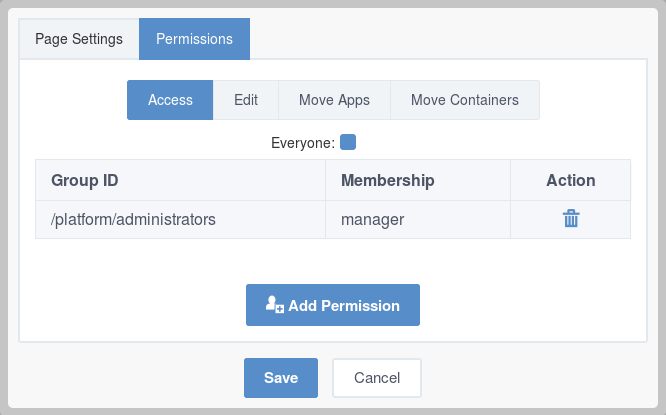 Page Settings Permissions
Access Edit Move Apps Move Containers
Everyone:
Group ID Membership Action
/platform/administrators manager
Add Permission
Save Cancel